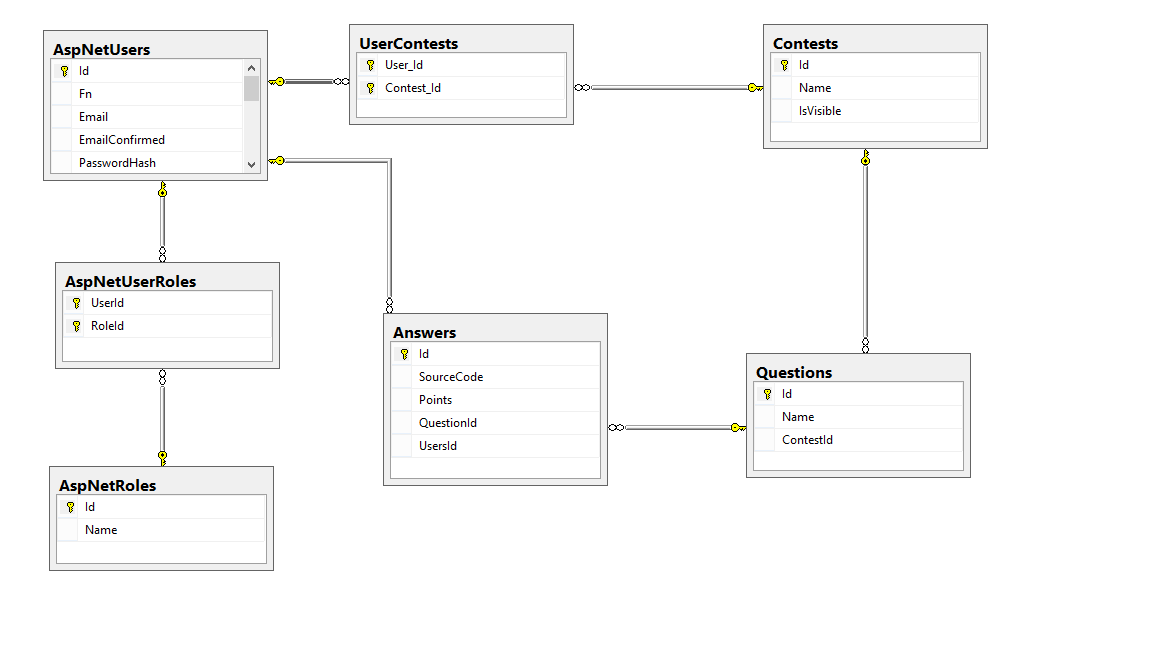 AspNetUsers
Id
Fn
Email
EmailConfirmed
PasswordHash
UserContests
User_Id
Contest_Id
Contests
Id
Name
IsVisible
AspNetUserRoles
UserId
RoleId
Answers
Id
SourceCode
Points
QuestionId
UsersId
Questions
Id
Name
ContestId
AspNetRoles
Id
Name